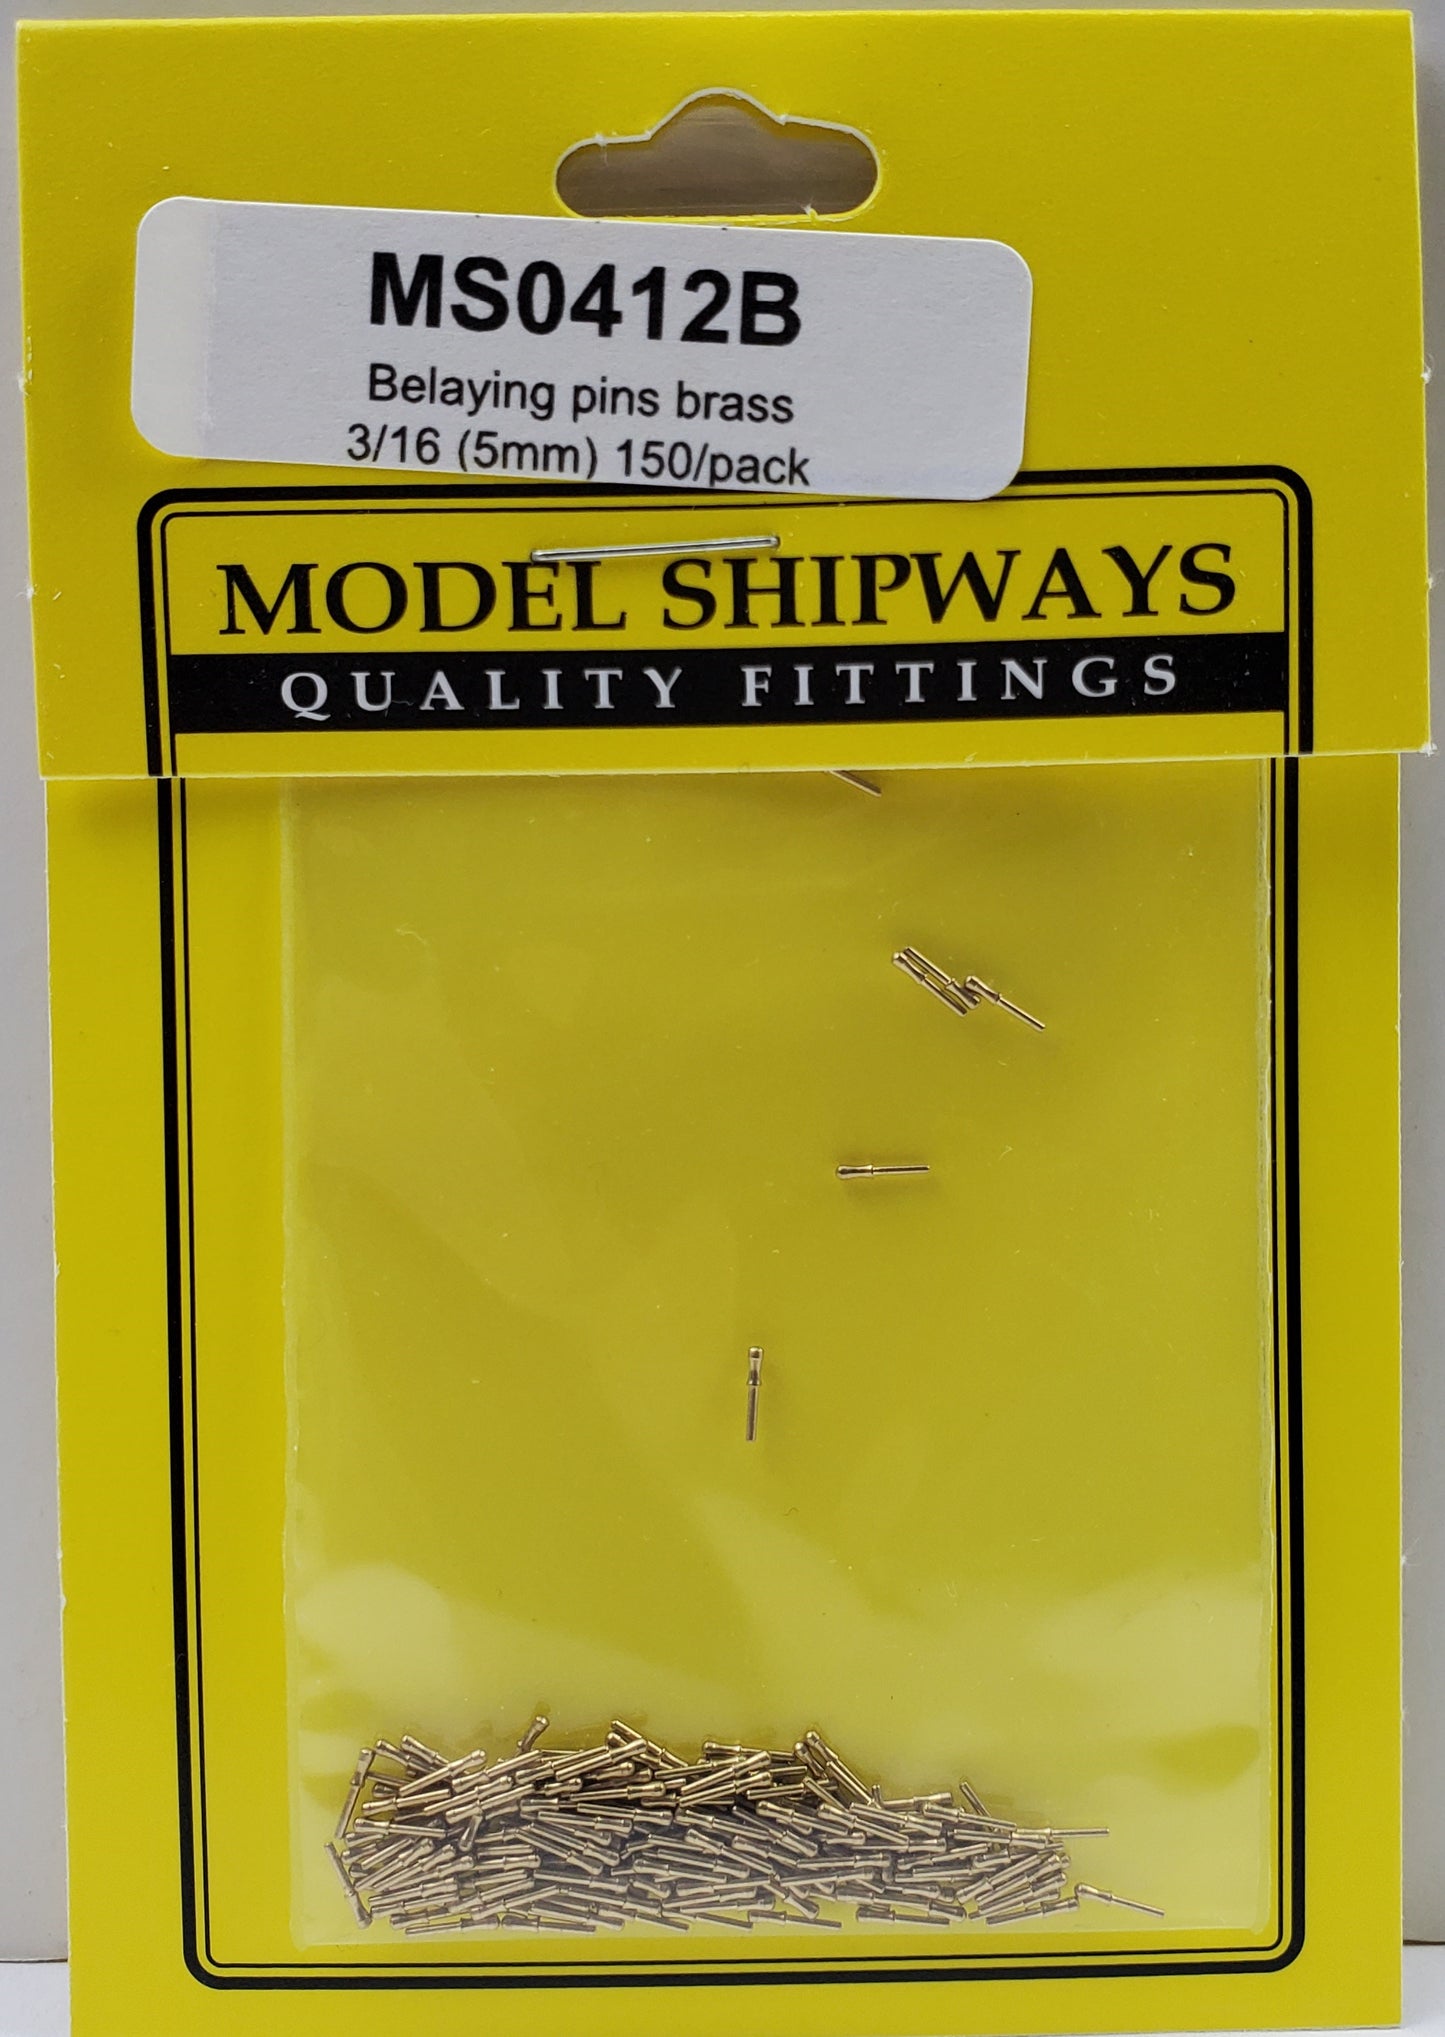 MS0412B
Belaying pins brass
3/16 (5mm) 150/pack
MODEL SHIPWAYS
QUALITY FITTINGS